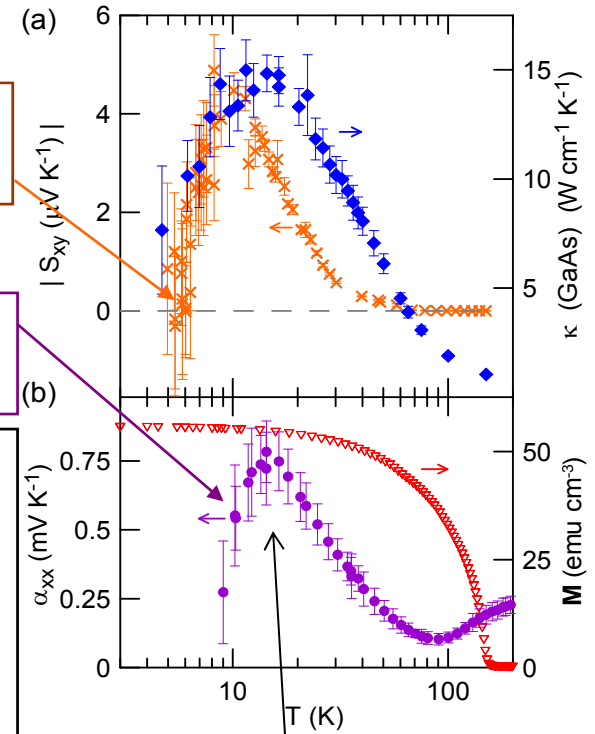 (a)
6
4
2
0
| S_xy (μV K⁻¹) |
15
10
5
κ (GaAs) (W cm⁻¹ K⁻¹)
(b)
0.75
0.5
0.25
0
α_xx (mV K⁻¹)
50
25
0
M (emu cm⁻³)
10
100
T (K)